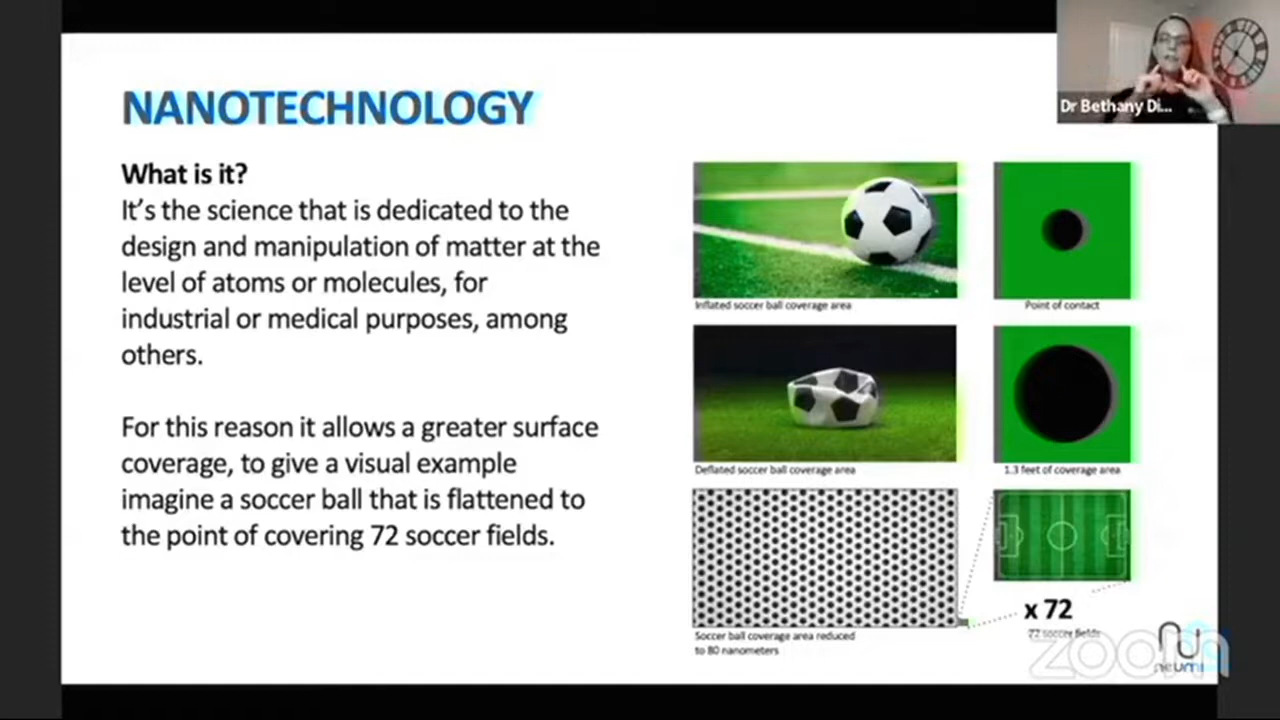 NANOTECHNOLOGY
Dr Bethany Di...
What is it?
It's the science that is dedicated to the
design and manipulation of matter at the
level of atoms or molecules, for
industrial or medical purposes, among
others.
For this reason it allows a greater surface
coverage, to give a visual example
imagine a soccer ball that is flattened to
the point of covering 72 soccer fields.
Inflated soccer ball coverage area
Point of contact
Deflated soccer ball coverage area
1.3 feet of coverage area
Soccer ball coverage area reduced
to 80 nanometers
x 72
72 soccer fields
zoom
neumi